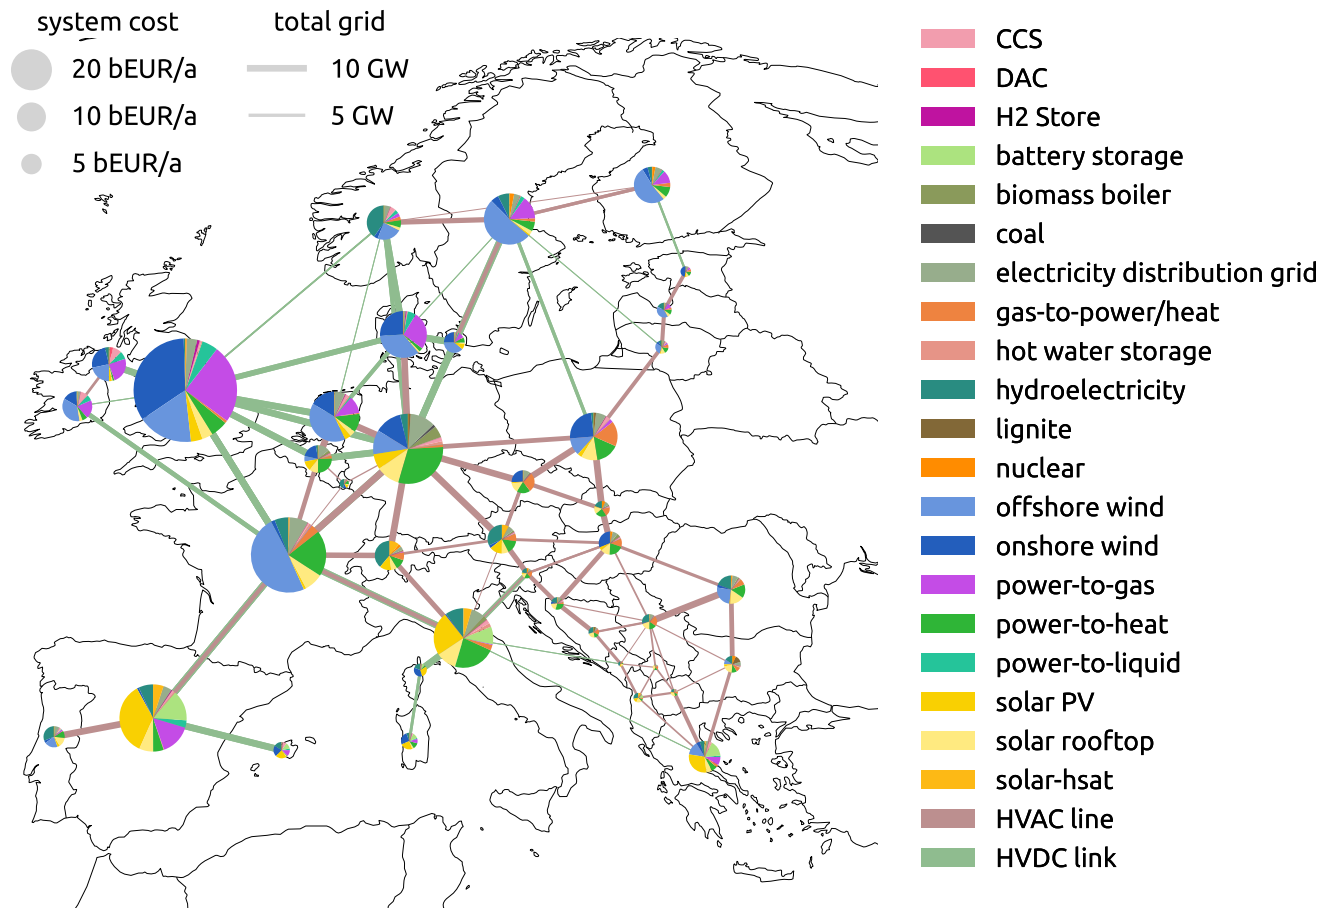 system cost
20 bEUR/a
10 bEUR/a
5 bEUR/a
total grid
10 GW
5 GW
CCS
DAC
H2 Store
battery storage
biomass boiler
coal
electricity distribution grid
gas-to-power/heat
hot water storage
hydroelectricity
lignite
nuclear
offshore wind
onshore wind
power-to-gas
power-to-heat
power-to-liquid
solar PV
solar rooftop
solar-hsat
HVAC line
HVDC link